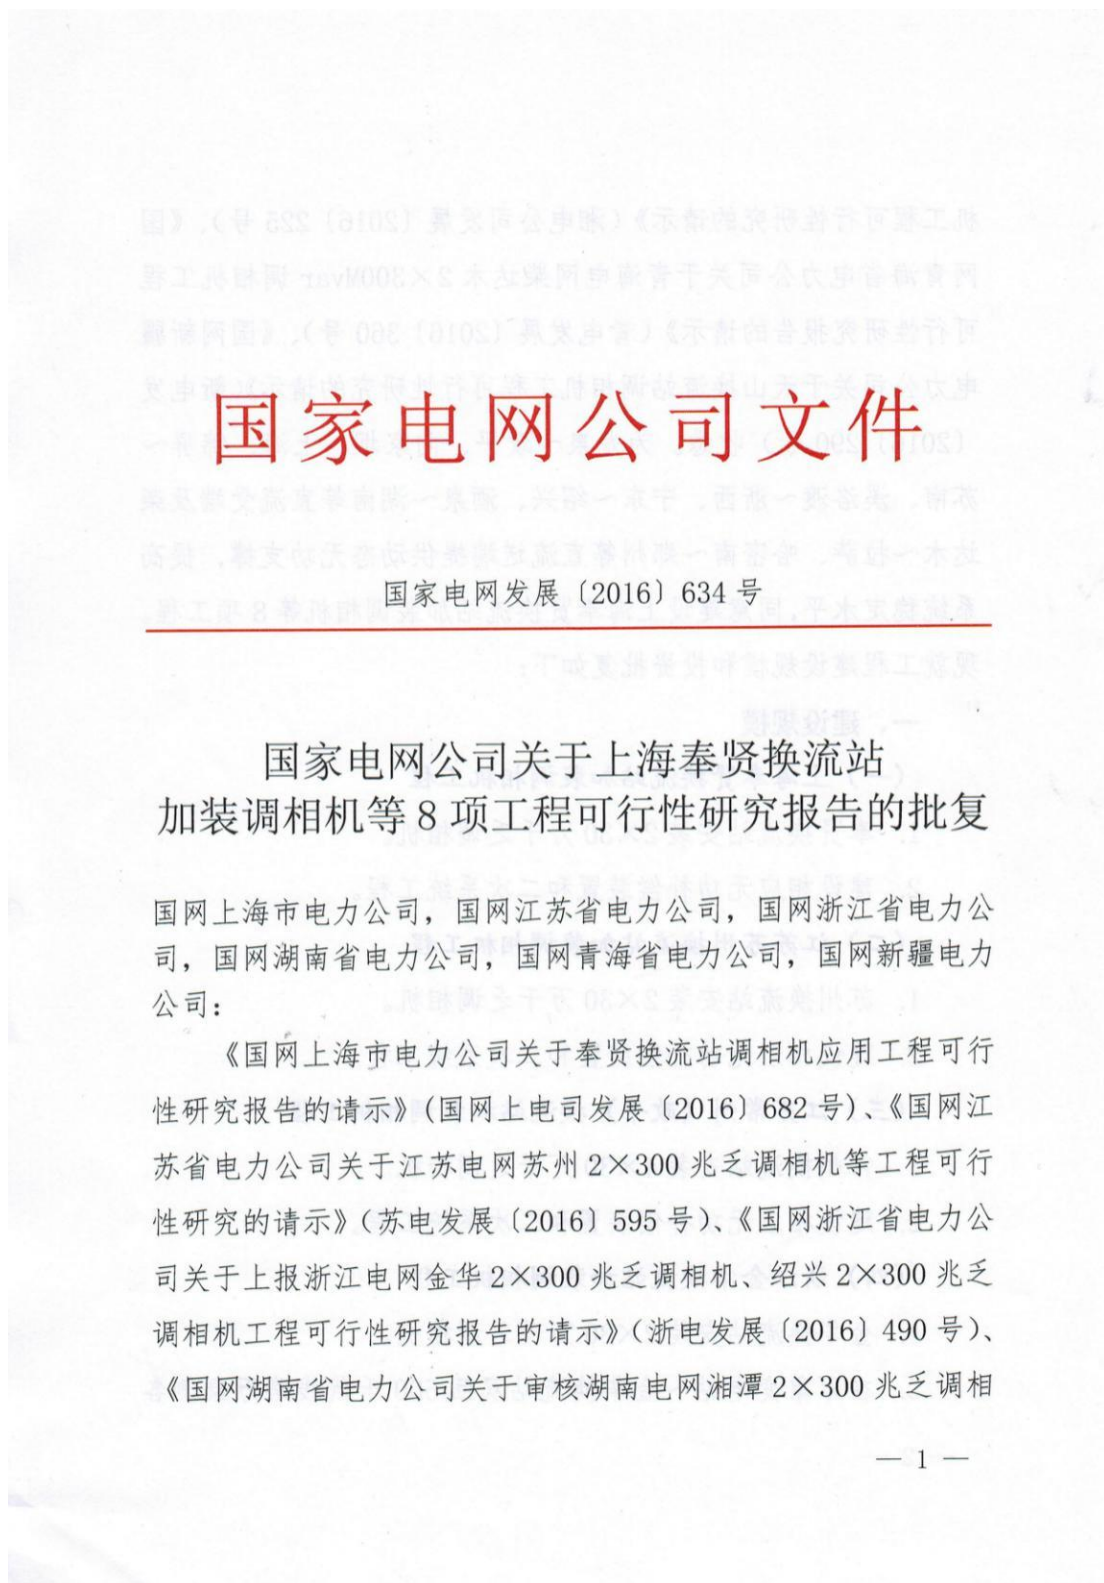 国家电网公司文件
国家电网发展〔2016〕634号
国家电网公司关于上海奉贤换流站
加装调相机等8项工程可行性研究报告的批复
国网上海市电力公司，国网江苏省电力公司，国网浙江省电力公
司，国网湖南省电力公司，国网青海省电力公司，国网新疆电力
公司：
《国网上海市电力公司关于奉贤换流站调相机应用工程可行
性研究报告的请示》（国网上电司发展〔2016〕682号）、《国网江
苏省电力公司关于江苏电网苏州2×300兆乏调相机等工程可行
性研究的请示》（苏电发展〔2016〕595号）、《国网浙江省电力公
司关于上报浙江电网金华2×300兆乏调相机、绍兴2×300兆乏
调相机工程可行性研究报告的请示》（浙电发展〔2016〕490号）、
《国网湖南省电力公司关于审核湖南电网湘潭2×300兆乏调相
— 1 —